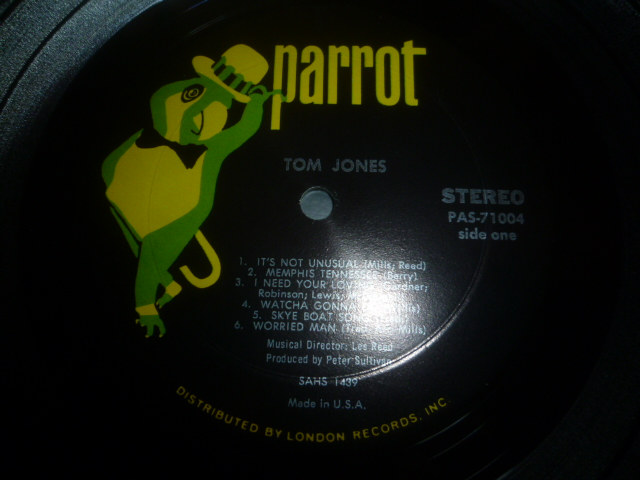 parrot
TOM JONES
STEREO
PAS-71004
side one
1. IT'S NOT UNUSUAL (Mills; Reed)
2. MEMPHIS TENNESSEE (Berry)
3. I NEED YOUR LOVING Gardner;
Robinson; Lewis;
4. WATCHA GONNA
5. SKYE BOAT SONG
6. WORRIED MAN Mills)
Musical Director: Les Reed
Produced by Peter Sullivan
SAHS 1439
Made in U.S.A.
DISTRIBUTED BY LONDON RECORDS, INC.